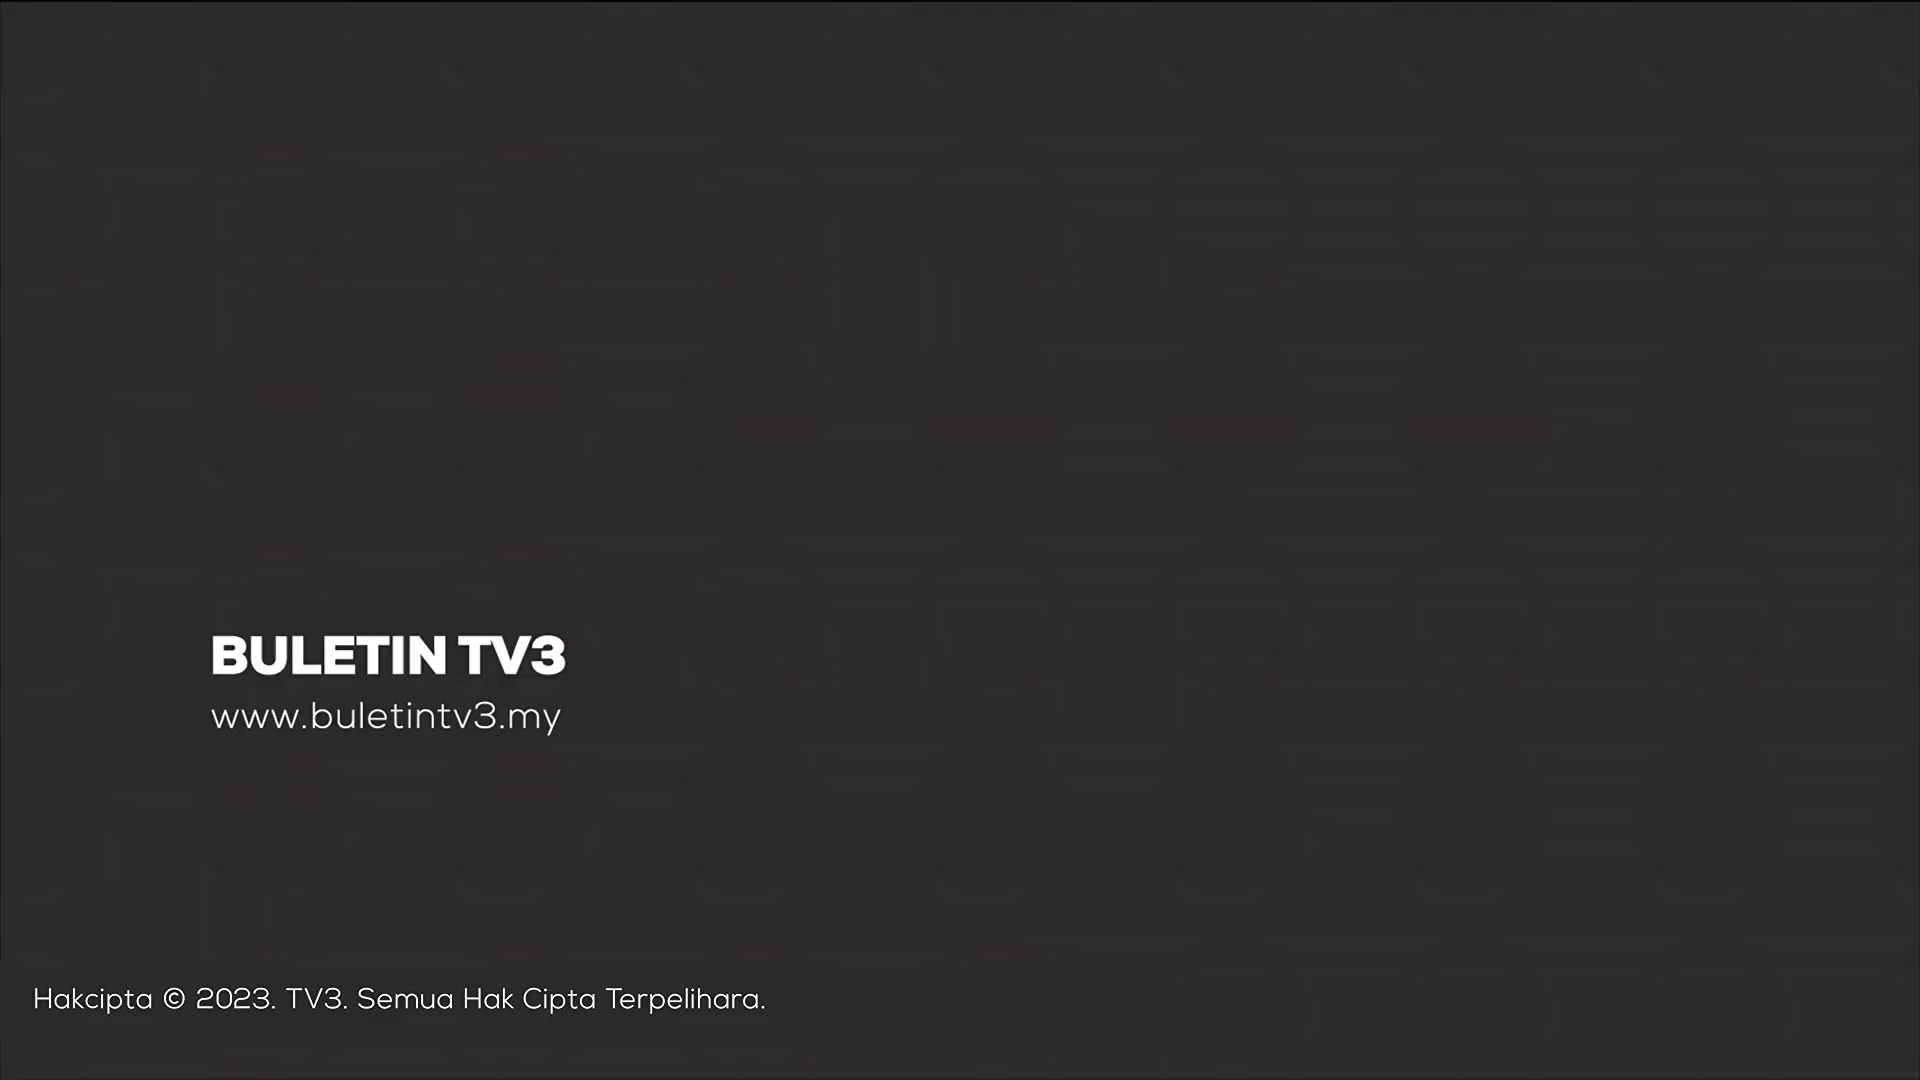 BULETIN TV3
www.buletintv3.my
Hakcipta © 2023. TV3. Semua Hak Cipta Terpelihara.